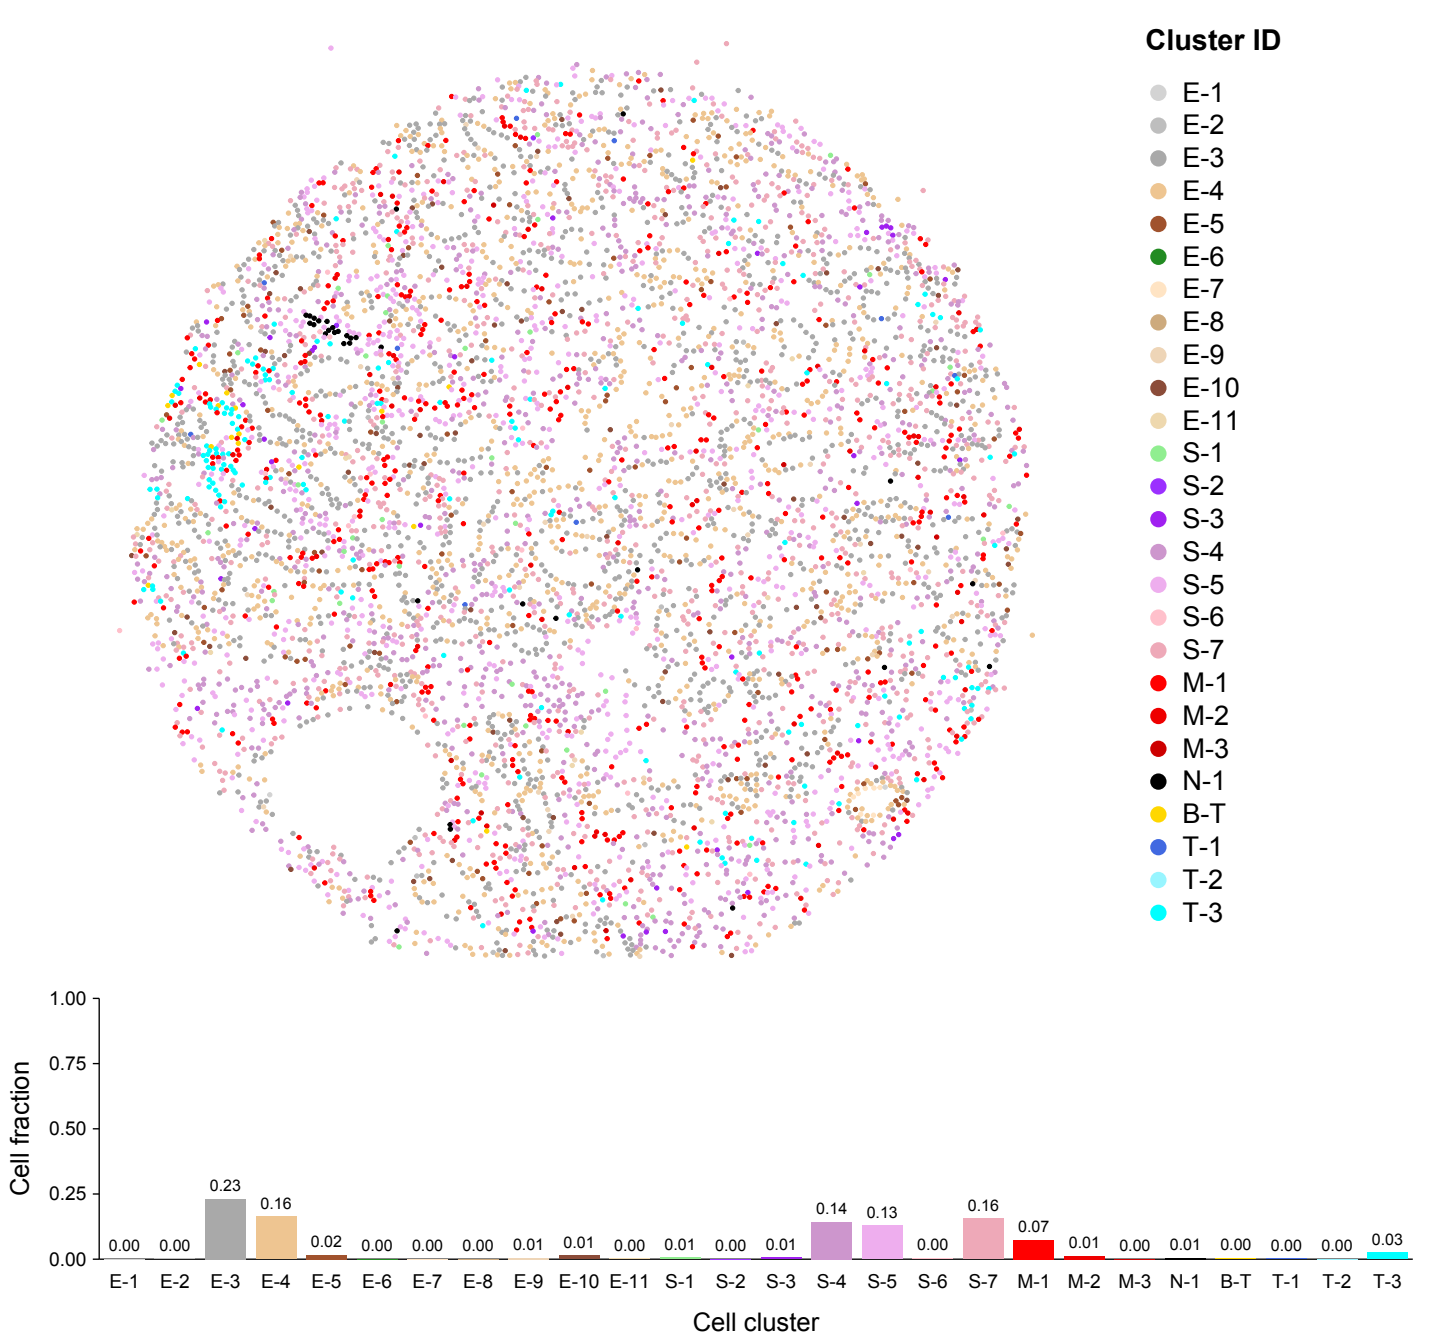 Cluster ID
E-1
E-2
E-3
E-4
E-5
E-6
E-7
E-8
E-9
E-10
E-11
S-1
S-2
S-3
S-4
S-5
S-6
S-7
M-1
M-2
M-3
N-1
B-T
T-1
T-2
T-3
1.00
0.75
0.50
0.25
0.00
Cell fraction
0.00 0.00 0.23 0.16 0.02 0.00 0.00 0.00 0.01 0.01 0.00 0.01 0.00 0.01 0.14 0.13 0.00 0.16 0.07 0.01 0.00 0.01 0.00 0.00 0.00 0.03
E-1 E-2 E-3 E-4 E-5 E-6 E-7 E-8 E-9 E-10 E-11 S-1 S-2 S-3 S-4 S-5 S-6 S-7 M-1 M-2 M-3 N-1 B-T T-1 T-2 T-3
Cell cluster